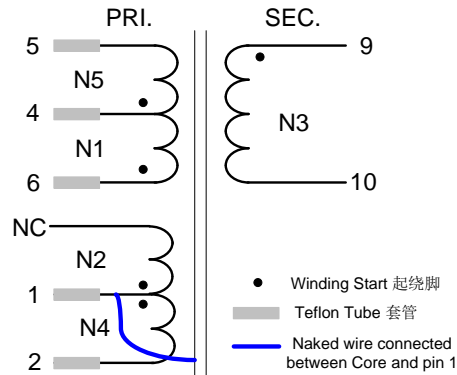 PRI.
SEC.
5
9
N5
4
N3
N1
6
10
NC
N2
1
N4
2
Winding Start 起绕脚
Teflon Tube 套管
Naked wire connected
between Core and pin 1